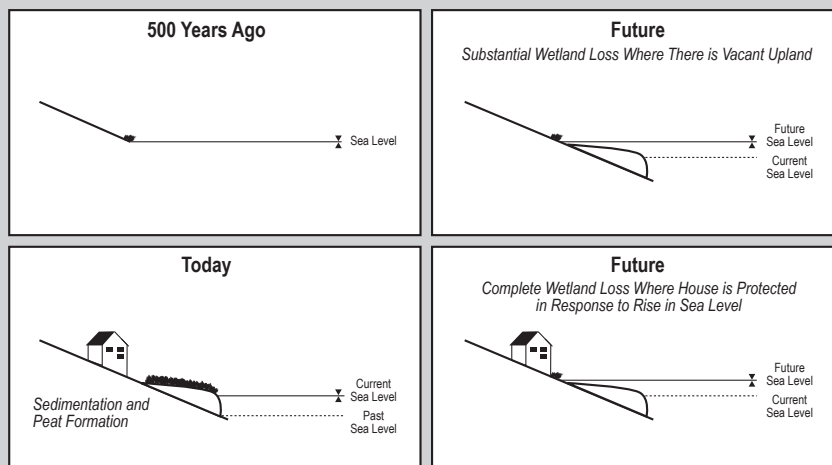 500 Years Ago
Sea Level
Future
Substantial Wetland Loss Where There is Vacant Upland
Future
Sea Level
Current
Sea Level
Today
Sedimentation and
Peat Formation
Current
Sea Level
Past
Sea Level
Future
Complete Wetland Loss Where House is Protected
in Response to Rise in Sea Level
Future
Sea Level
Current
Sea Level